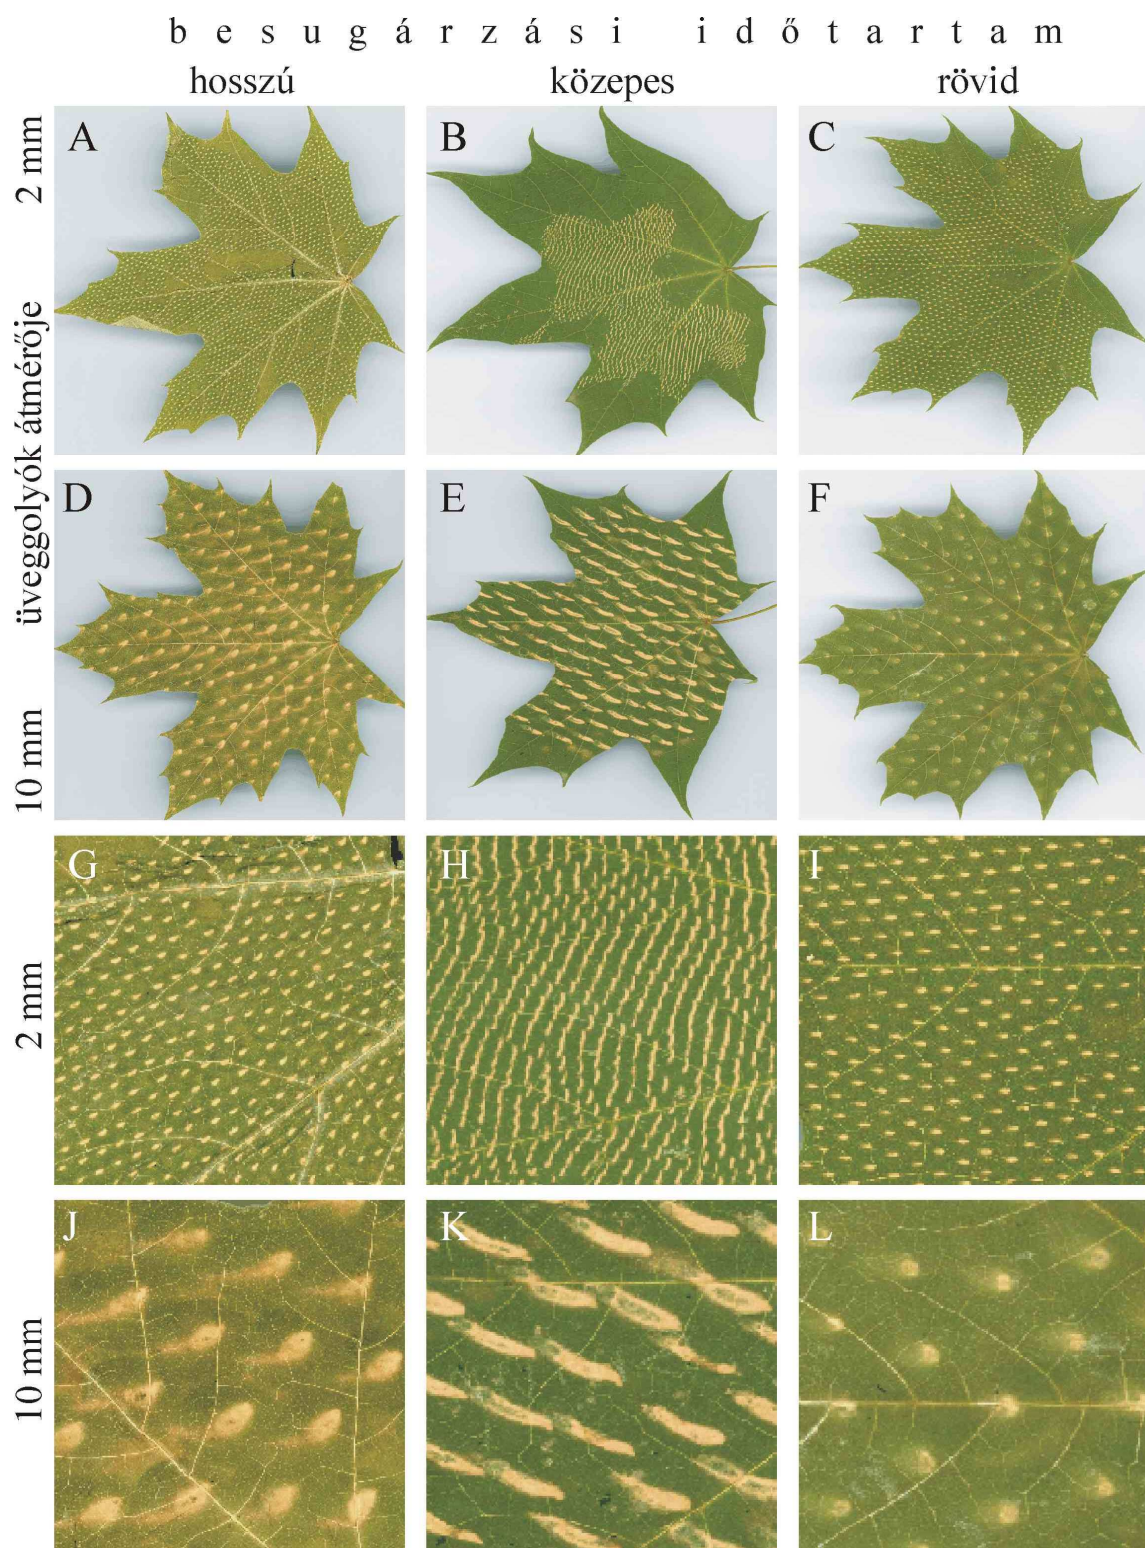 besugárzási időtartam
hosszú közepes rövid
üveggolyók átmérője
2 mm
A B C
10 mm
D E F
2 mm
G H I
10 mm
J K L